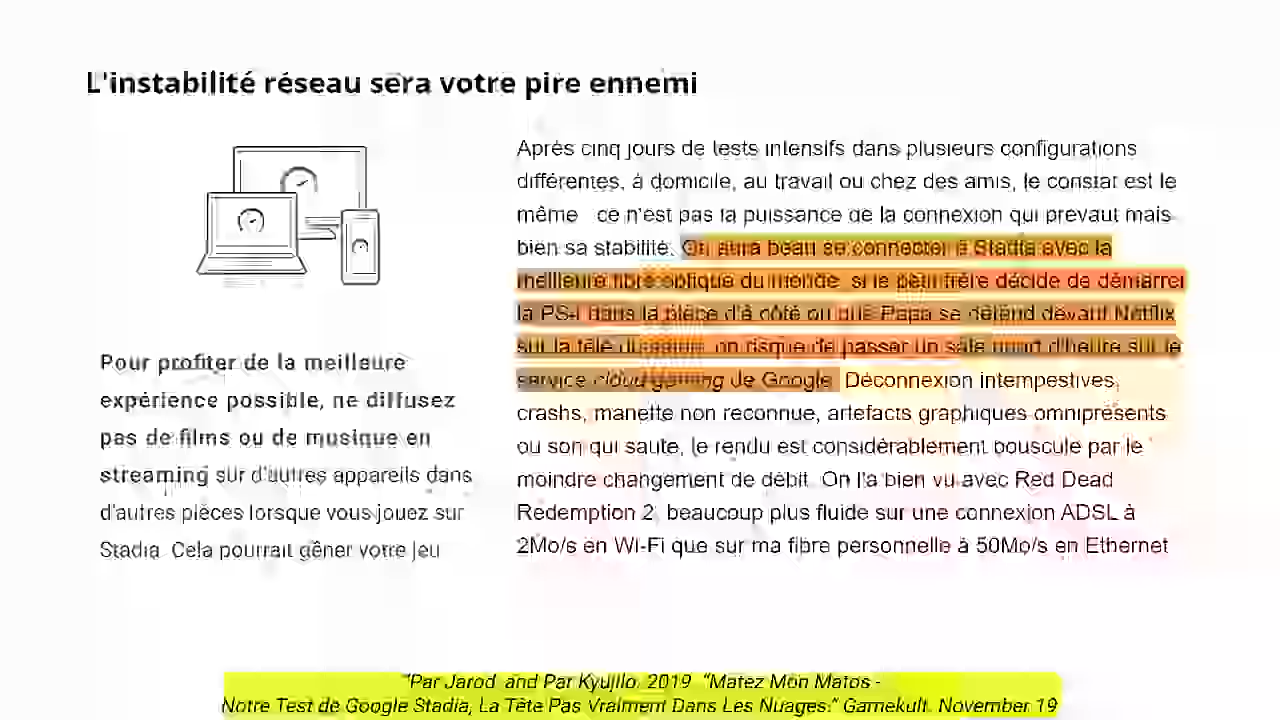 L'instabilité réseau sera votre pire ennemi
Après cinq jours de tests intensifs dans plusieurs configurations
différentes, à domicile, au travail ou chez des amis, le constat est le
même : ce n'est pas la puissance de la connexion qui prévaut mais
bien sa stabilité. On aura beau se connecter à Stadia avec la
meilleure fibre optique du monde, si le petit frère décide de démarrer
la PS4 dans la pièce d'à côté ou que Papa se détend devant Netflix
sur la télé du salon, on risque de passer un sale quart d'heure sur le
service cloud gaming de Google. Déconnexion intempestives,
crashs, manette non reconnue, artefacts graphiques omniprésents
ou son qui saute, le rendu est considérablement bousculé par le
moindre changement de débit. On l'a bien vu avec Red Dead
Redemption 2, beaucoup plus fluide sur une connexion ADSL à
2Mo/s en Wi-Fi que sur ma fibre personnelle à 50Mo/s en Ethernet
Pour profiter de la meilleure
expérience possible, ne diffusez
pas de films ou de musique en
streaming sur d'autres appareils dans
d'autres pièces lorsque vous jouez sur
Stadia. Cela pourrait gêner votre jeu
"Par Jarod, and Par Kyujilo. 2019. "Matez Mon Matos -
Notre Test de Google Stadia, La Tête Pas Vraiment Dans Les Nuages." Gamekult. November 19